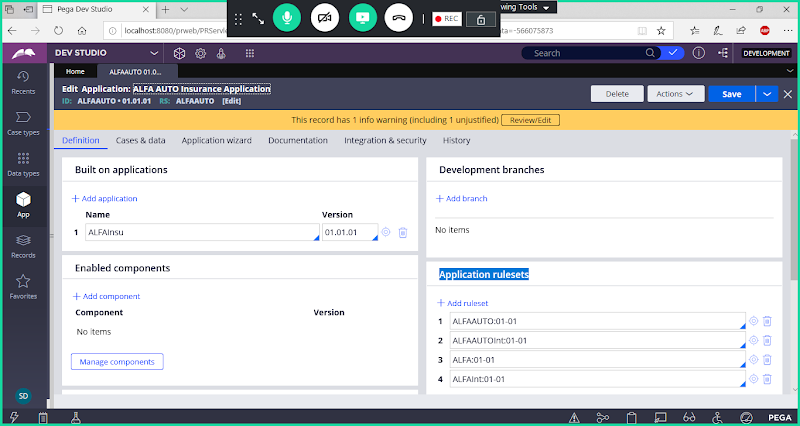 Pega Dev Studio
REC
wing Tools
localhost:8080/prweb/PRServle
ata=-566075873
ABP
DEV STUDIO
Search
DEVELOPMENT
Home
ALFAAUTO 01.0...
Recents
Case types
Data types
App
Records
Favorites
SD
Edit Application: ALFA AUTO Insurance Application
ID: ALFAAUTO • 01.01.01 RS: ALFAAUTO [Edit]
Delete
Actions
Save
This record has 1 info warning (including 1 unjustified)
Review/Edit
Definition
Cases & data
Application wizard
Documentation
Integration & security
History
Built on applications
Add application
Name
Version
1
ALFAInsu
01.01.01
Enabled components
Add component
Component
Version
No items
Manage components
Development branches
Add branch
No items
Application rulesets
Add ruleset
1 ALFAAUTO:01-01
2 ALFAAUTOInt:01-01
3 ALFA:01-01
4 ALFAInt:01-01
PEGA